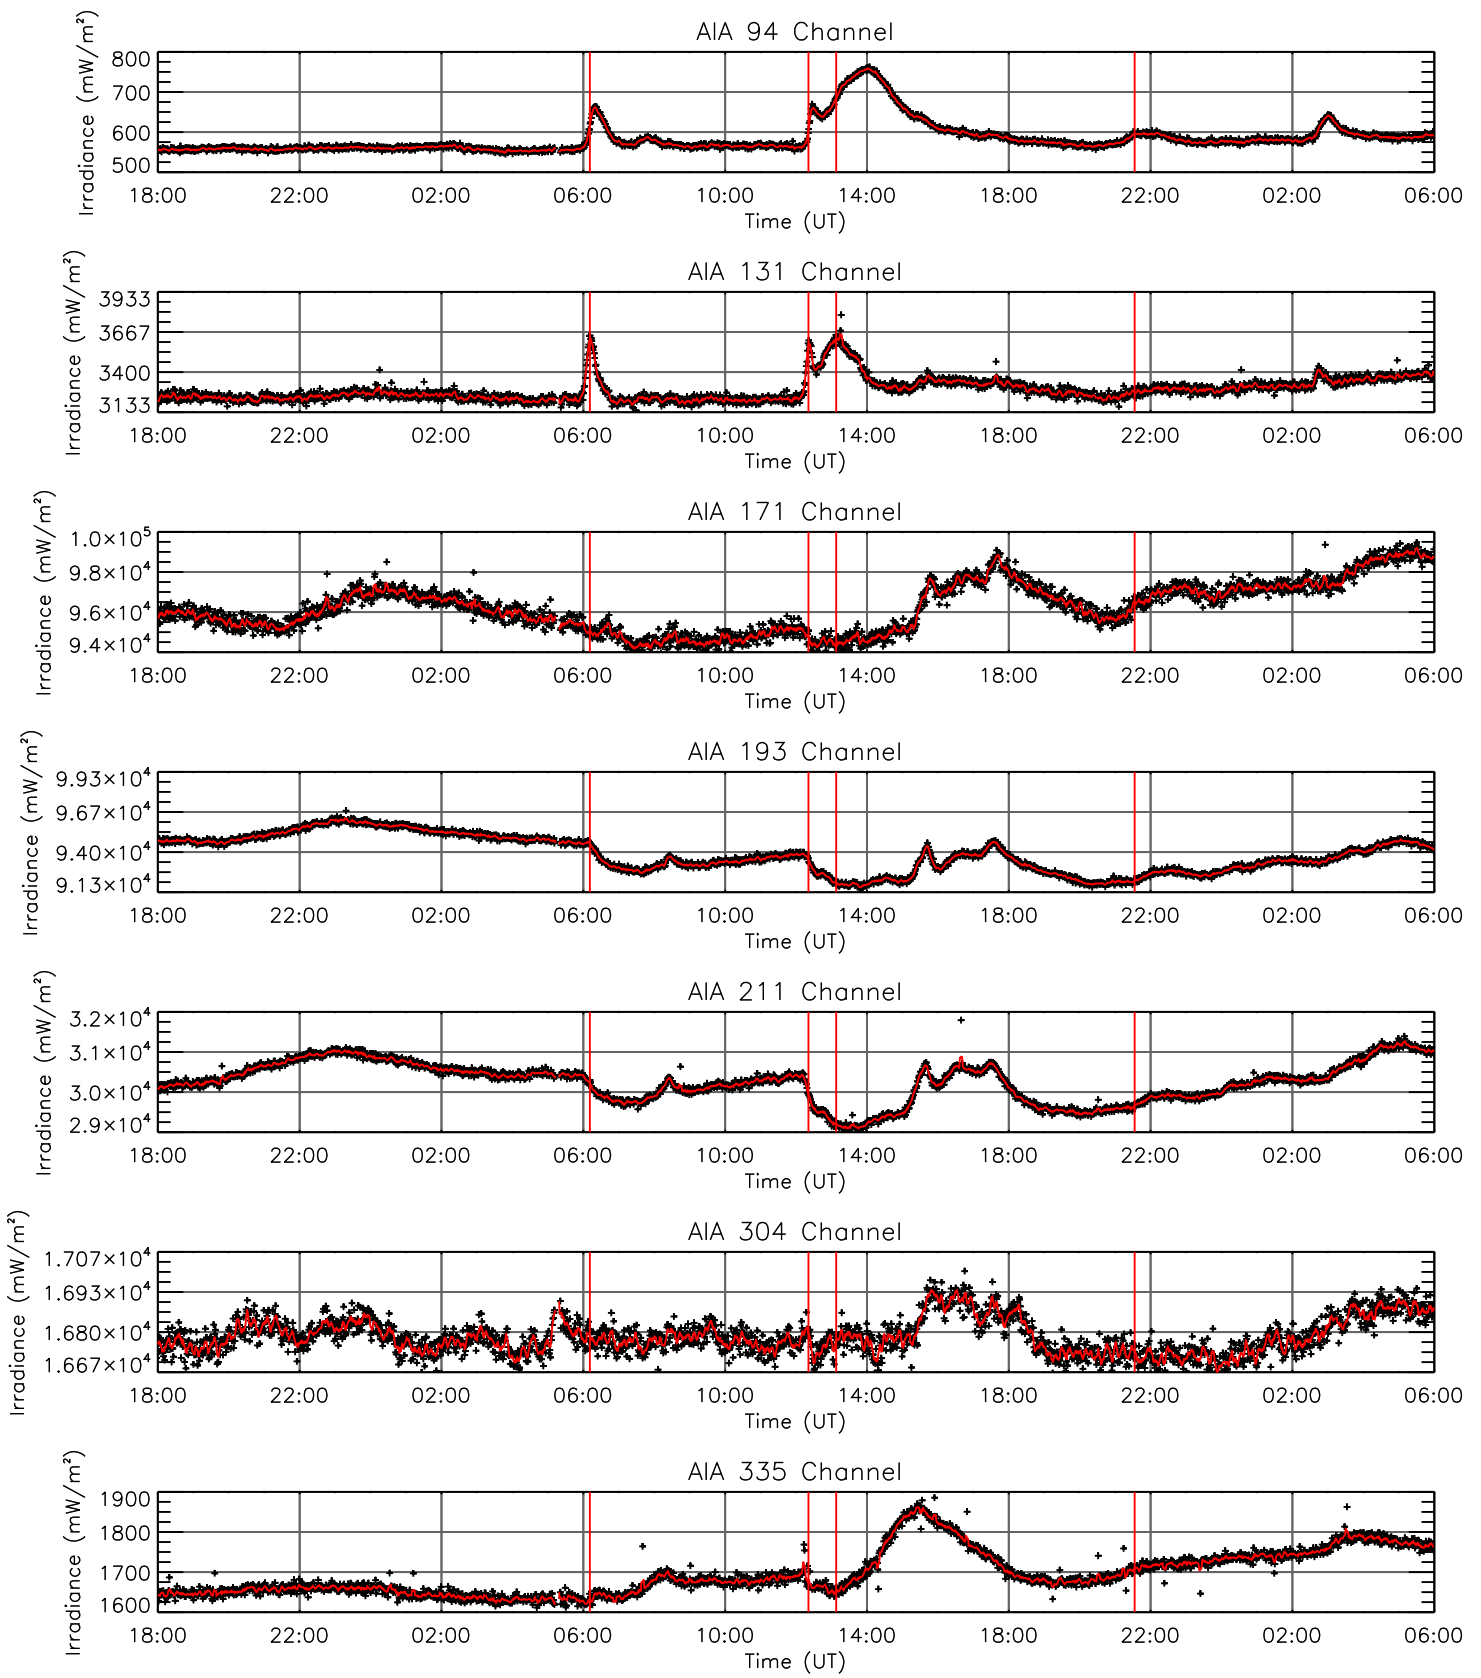 AIA 94 Channel
Irradiance (mW/m²)
800
700
600
500
18:00 22:00 02:00 06:00 10:00 14:00 18:00 22:00 02:00 06:00
Time (UT)
AIA 131 Channel
Irradiance (mW/m²)
3933
3667
3400
3133
18:00 22:00 02:00 06:00 10:00 14:00 18:00 22:00 02:00 06:00
Time (UT)
AIA 171 Channel
Irradiance (mW/m²)
1.0×10⁵
9.8×10⁴
9.6×10⁴
9.4×10⁴
18:00 22:00 02:00 06:00 10:00 14:00 18:00 22:00 02:00 06:00
Time (UT)
AIA 193 Channel
Irradiance (mW/m²)
9.93×10⁴
9.67×10⁴
9.40×10⁴
9.13×10⁴
18:00 22:00 02:00 06:00 10:00 14:00 18:00 22:00 02:00 06:00
Time (UT)
AIA 211 Channel
Irradiance (mW/m²)
3.2×10⁴
3.1×10⁴
3.0×10⁴
2.9×10⁴
18:00 22:00 02:00 06:00 10:00 14:00 18:00 22:00 02:00 06:00
Time (UT)
AIA 304 Channel
Irradiance (mW/m²)
1.707×10⁴
1.693×10⁴
1.680×10⁴
1.667×10⁴
18:00 22:00 02:00 06:00 10:00 14:00 18:00 22:00 02:00 06:00
Time (UT)
AIA 335 Channel
Irradiance (mW/m²)
1900
1800
1700
1600
18:00 22:00 02:00 06:00 10:00 14:00 18:00 22:00 02:00 06:00
Time (UT)